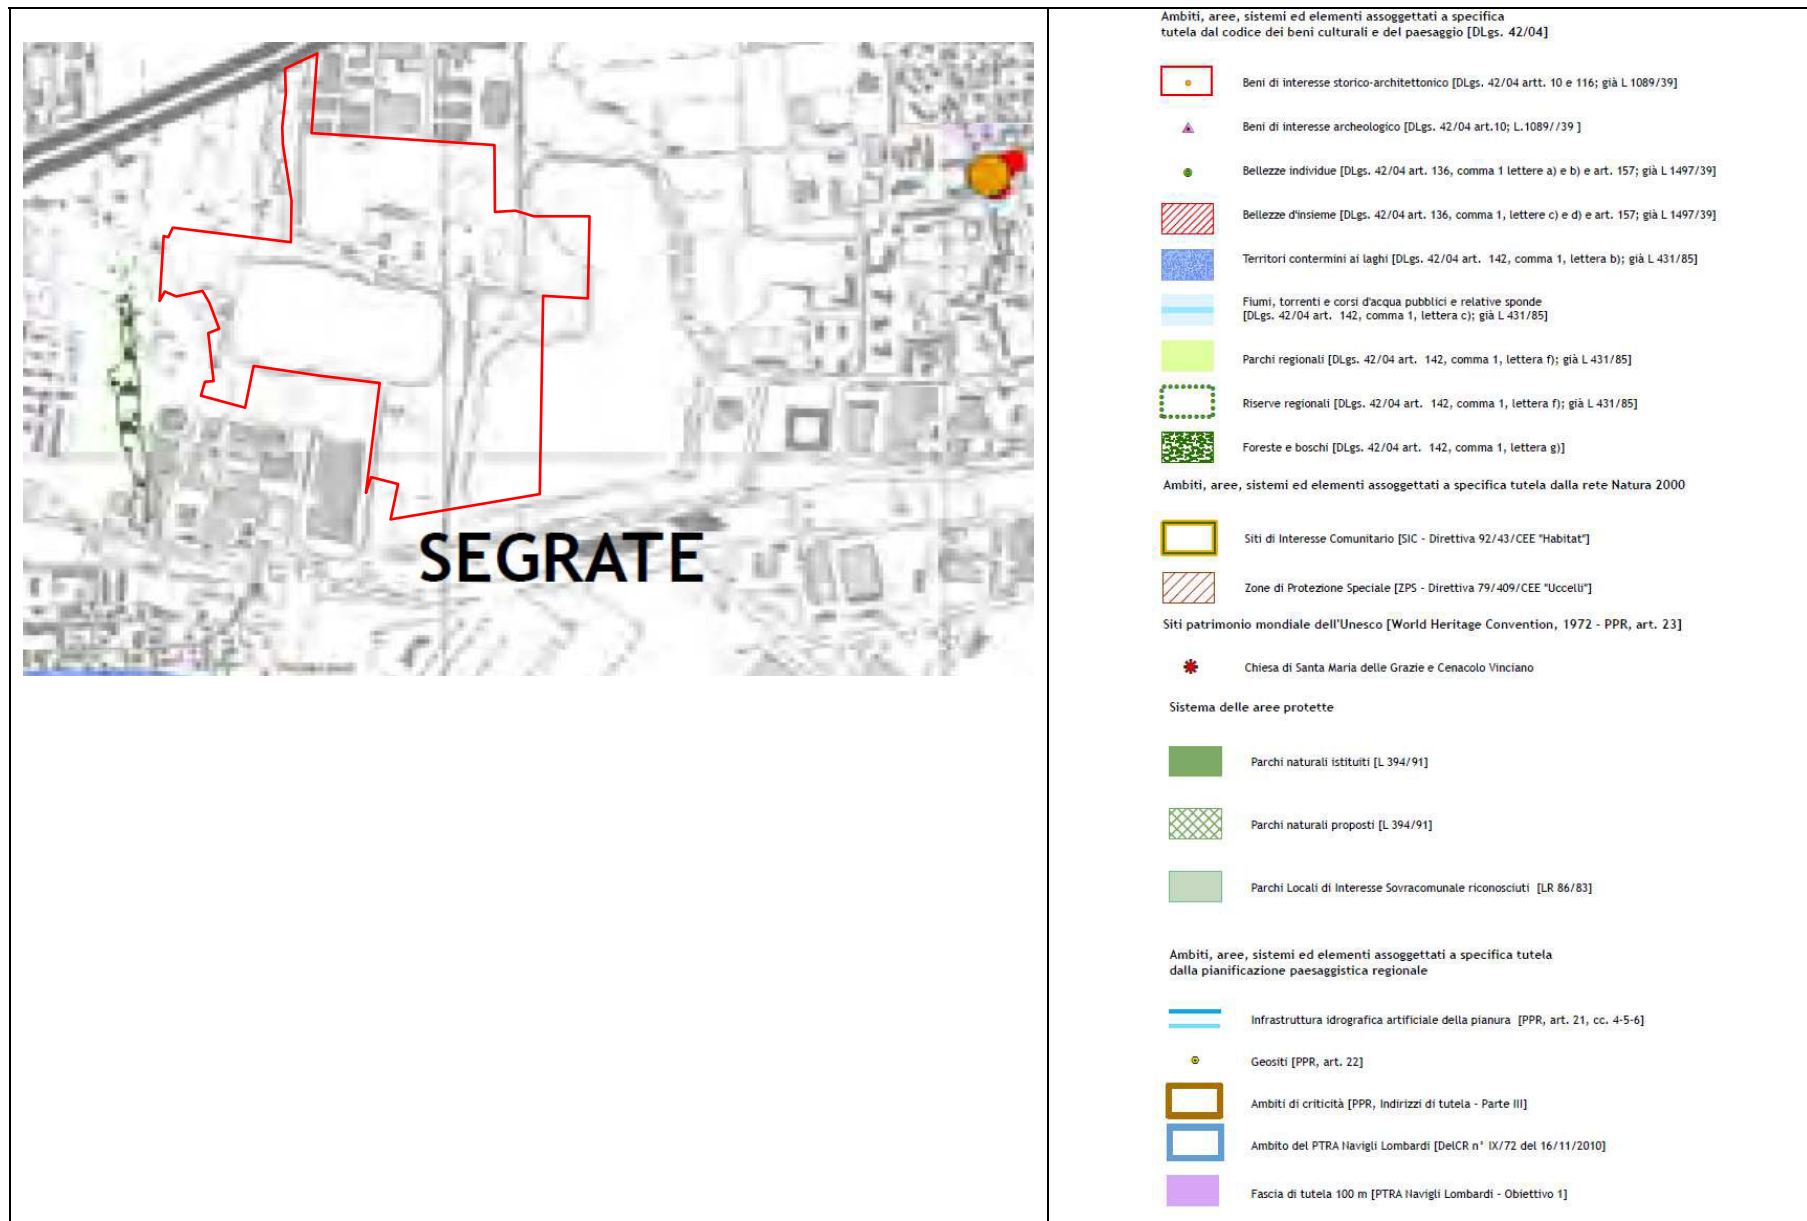 SEGRATE
Ambiti, aree, sistemi ed elementi assoggettati a specifica
tutela dal codice dei beni culturali e del paesaggio [DLgs. 42/04]
Beni di interesse storico-architettonico [DLgs. 42/04 artt. 10 e 116; già L 1089/39]
Beni di interesse archeologico [DLgs. 42/04 art.10; L.1089//39 ]
Bellezze individue [DLgs. 42/04 art. 136, comma 1 lettere a) e b) e art. 157; già L 1497/39]
Bellezze d'insieme [DLgs. 42/04 art. 136, comma 1, lettere c) e d) e art. 157; già L 1497/39]
Territori contermini ai laghi [DLgs. 42/04 art. 142, comma 1, lettera b); già L 431/85]
Fiumi, torrenti e corsi d'acqua pubblici e relative sponde
[DLgs. 42/04 art. 142, comma 1, lettera c); già L 431/85]
Parchi regionali [DLgs. 42/04 art. 142, comma 1, lettera f); già L 431/85]
Riserve regionali [DLgs. 42/04 art. 142, comma 1, lettera f); già L 431/85]
Foreste e boschi [DLgs. 42/04 art. 142, comma 1, lettera g)]
Ambiti, aree, sistemi ed elementi assoggettati a specifica tutela dalla rete Natura 2000
Siti di Interesse Comunitario [SIC - Direttiva 92/43/CEE "Habitat"]
Zone di Protezione Speciale [ZPS - Direttiva 79/409/CEE "Uccelli"]
Siti patrimonio mondiale dell'Unesco [World Heritage Convention, 1972 - PPR, art. 23]
Chiesa di Santa Maria delle Grazie e Cenacolo Vinciano
Sistema delle aree protette
Parchi naturali istituiti [L 394/91]
Parchi naturali proposti [L 394/91]
Parchi Locali di Interesse Sovracomunale riconosciuti [LR 86/83]
Ambiti, aree, sistemi ed elementi assoggettati a specifica tutela
dalla pianificazione paesaggistica regionale
Infrastruttura idrografica artificiale della pianura [PPR, art. 21, cc. 4-5-6]
Geositi [PPR, art. 22]
Ambiti di criticità [PPR, Indirizzi di tutela - Parte III]
Ambito del PTRA Navigli Lombardi [DelCR n° IX/72 del 16/11/2010]
Fascia di tutela 100 m [PTRA Navigli Lombardi - Obiettivo 1]